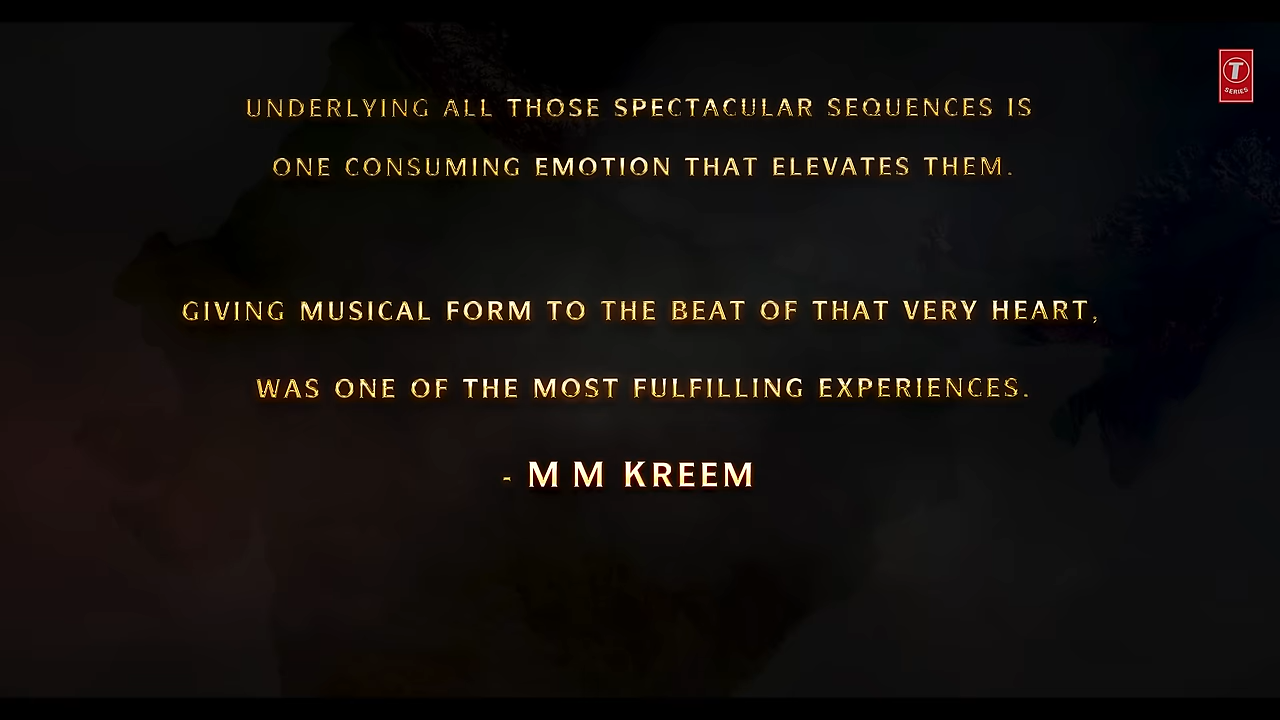 UNDERLYING ALL THOSE SPECTACULAR SEQUENCES IS
ONE CONSUMING EMOTION THAT ELEVATES THEM.
GIVING MUSICAL FORM TO THE BEAT OF THAT VERY HEART,
WAS ONE OF THE MOST FULFILLING EXPERIENCES.
- M M KREEM
T
SERIES